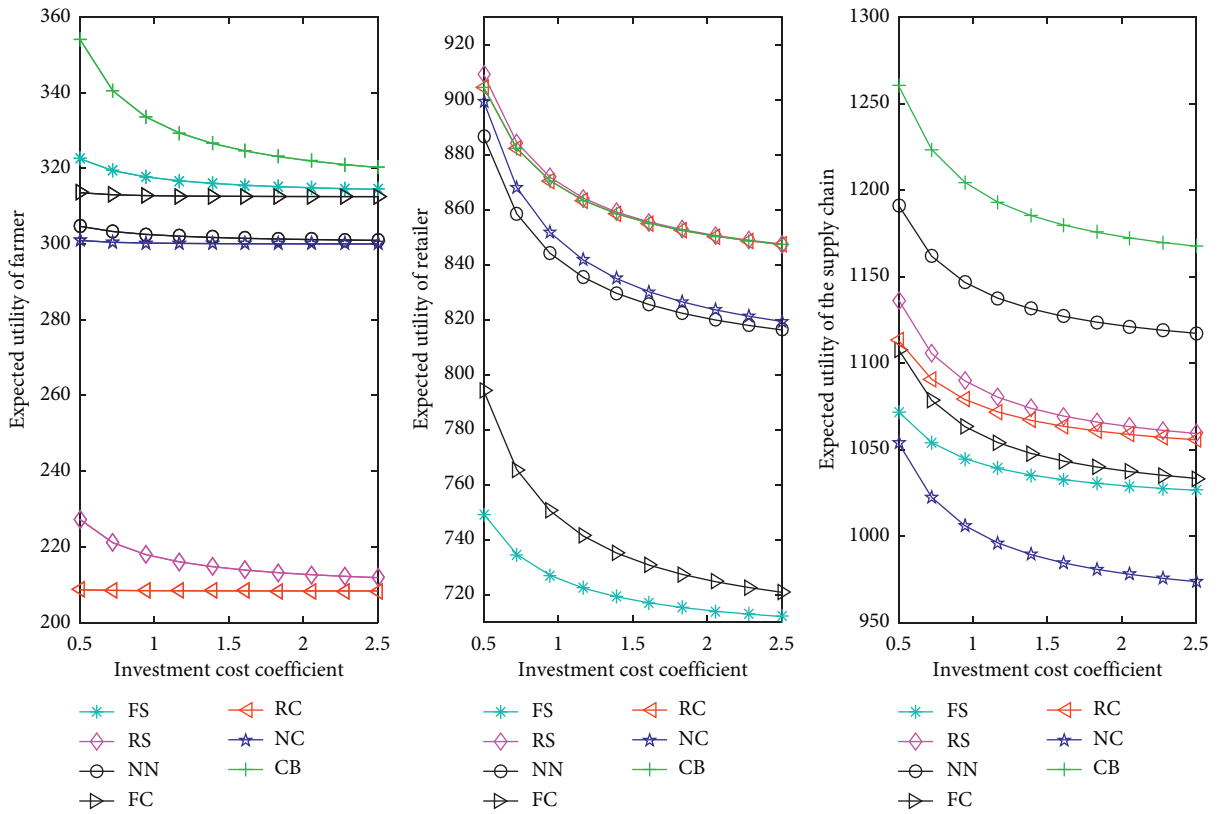 Expected utility of farmer
360
340
320
300
280
260
240
220
200
0.5 1 1.5 2 2.5
Investment cost coefficient
FS
RS
NN
FC
RC
NC
CB
Expected utility of retailer
920
900
880
860
840
820
800
780
760
740
720
0.5 1 1.5 2 2.5
Investment cost coefficient
FS
RS
NN
FC
RC
NC
CB
Expected utility of the supply chain
1300
1250
1200
1150
1100
1050
1000
950
0.5 1 1.5 2 2.5
Investment cost coefficient
FS
RS
NN
FC
RC
NC
CB